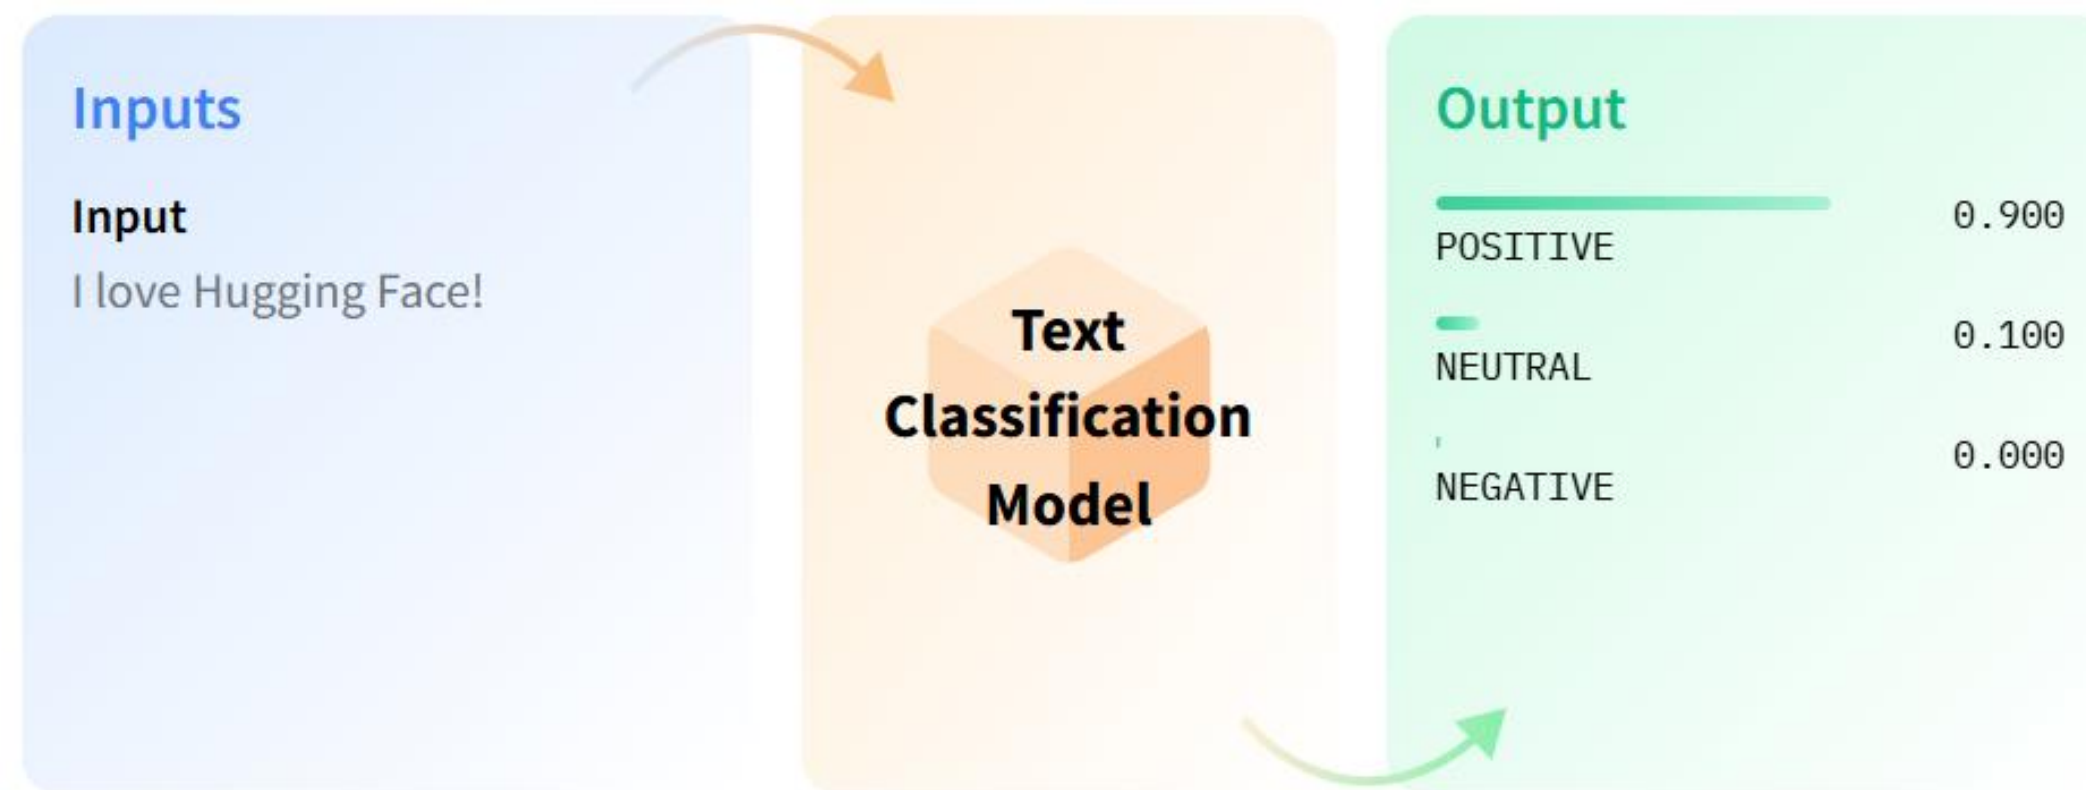 Inputs
Input
I love Hugging Face!
Text
Classification
Model
Output
0.900
POSITIVE
0.100
NEUTRAL
0.000
NEGATIVE